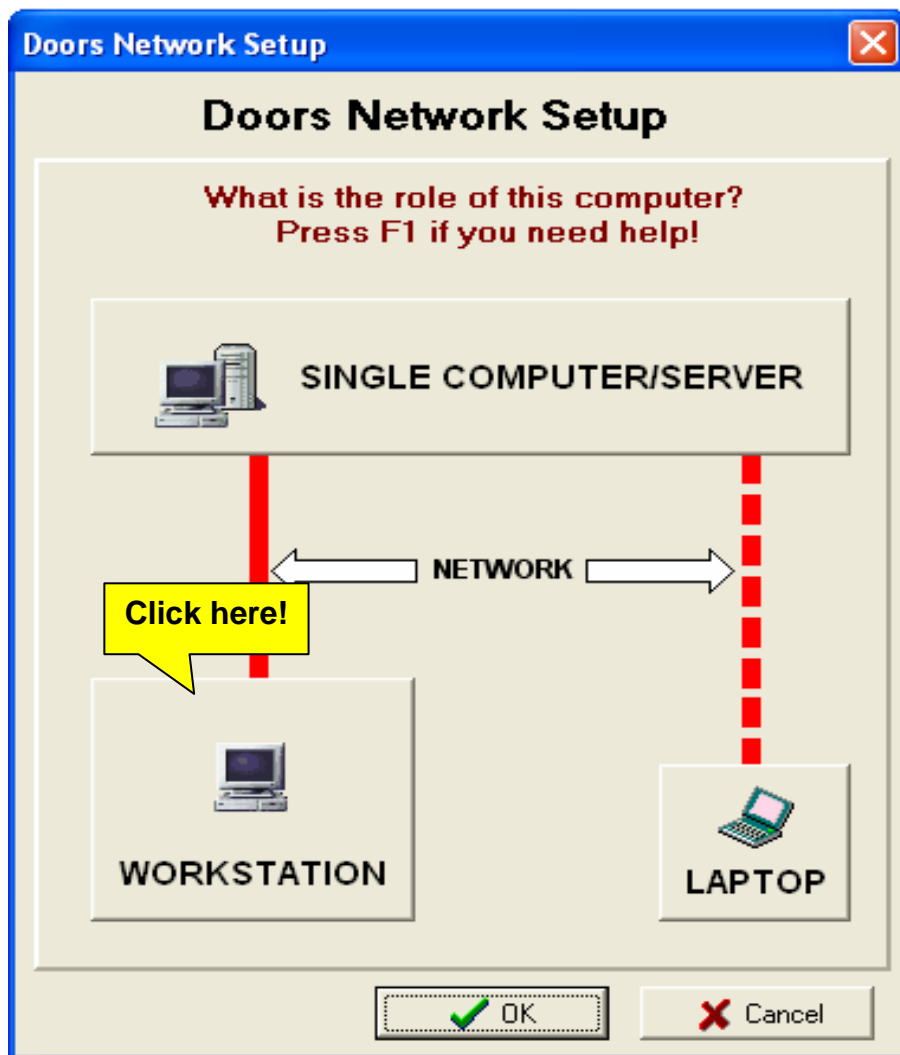 Doors Network Setup
Doors Network Setup
What is the role of this computer?
Press F1 if you need help!
SINGLE COMPUTER/SERVER
NETWORK
Click here!
WORKSTATION
LAPTOP
OK
Cancel